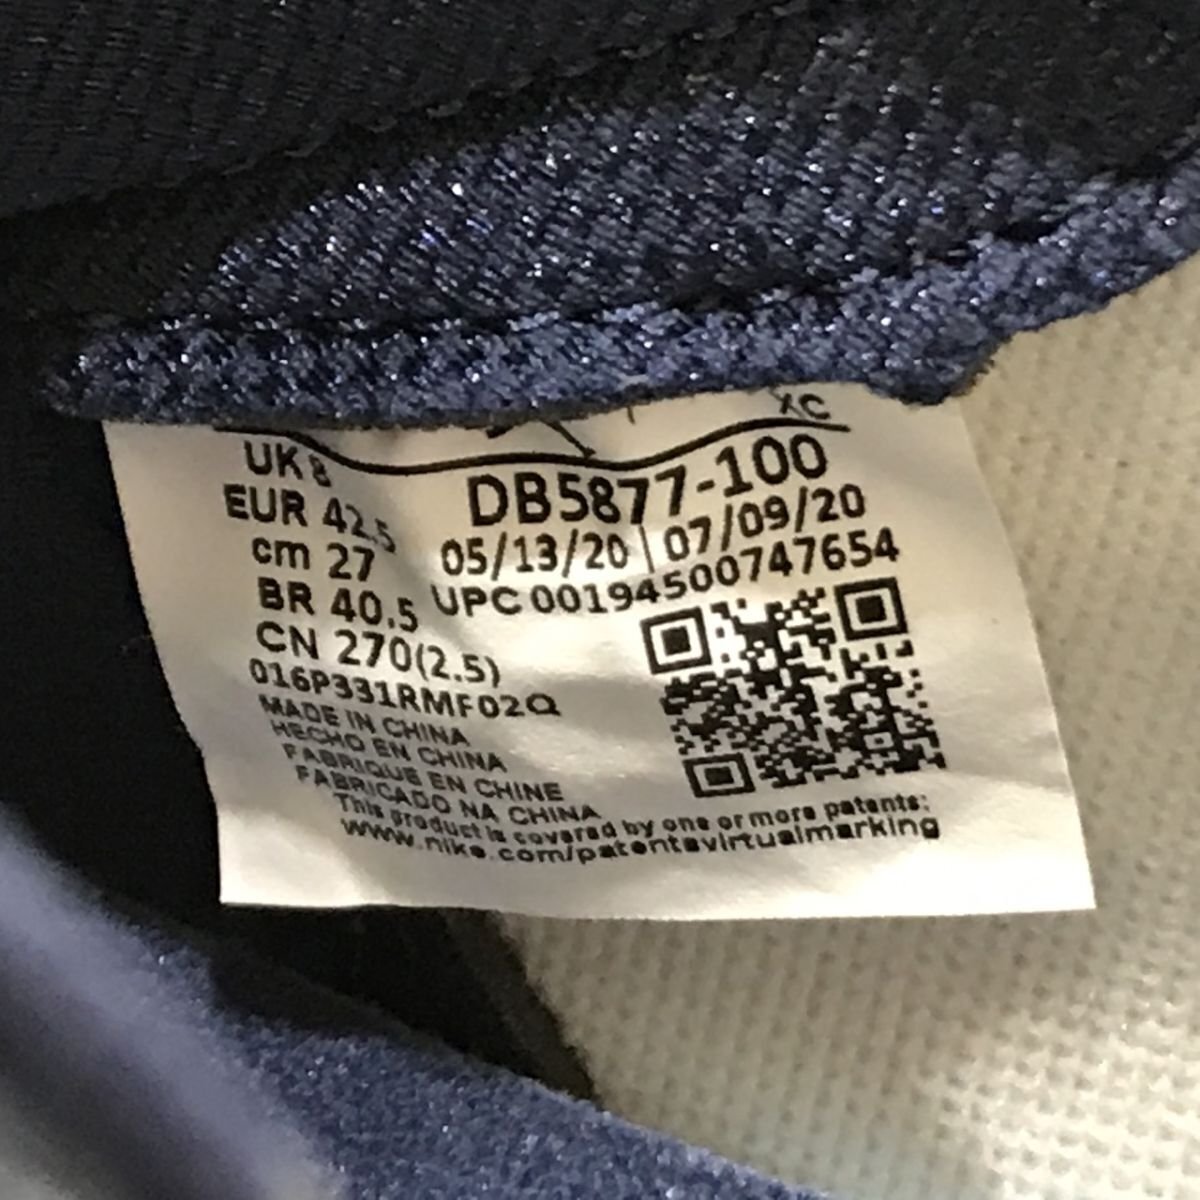 XC
UK 8
EUR 42.5
cm 27
BR 40.5
CN 270(2.5)
DB5877-100
05/13/20 | 07/09/20
UPC 00194500747654
016P331RMF02Q
MADE IN CHINA
HECHO EN CHINA
FABRIQUE EN CHINE
FABRICADO NA CHINA
This product is covered by one or more patents:
www.nike.com/patentsvirtualmarking